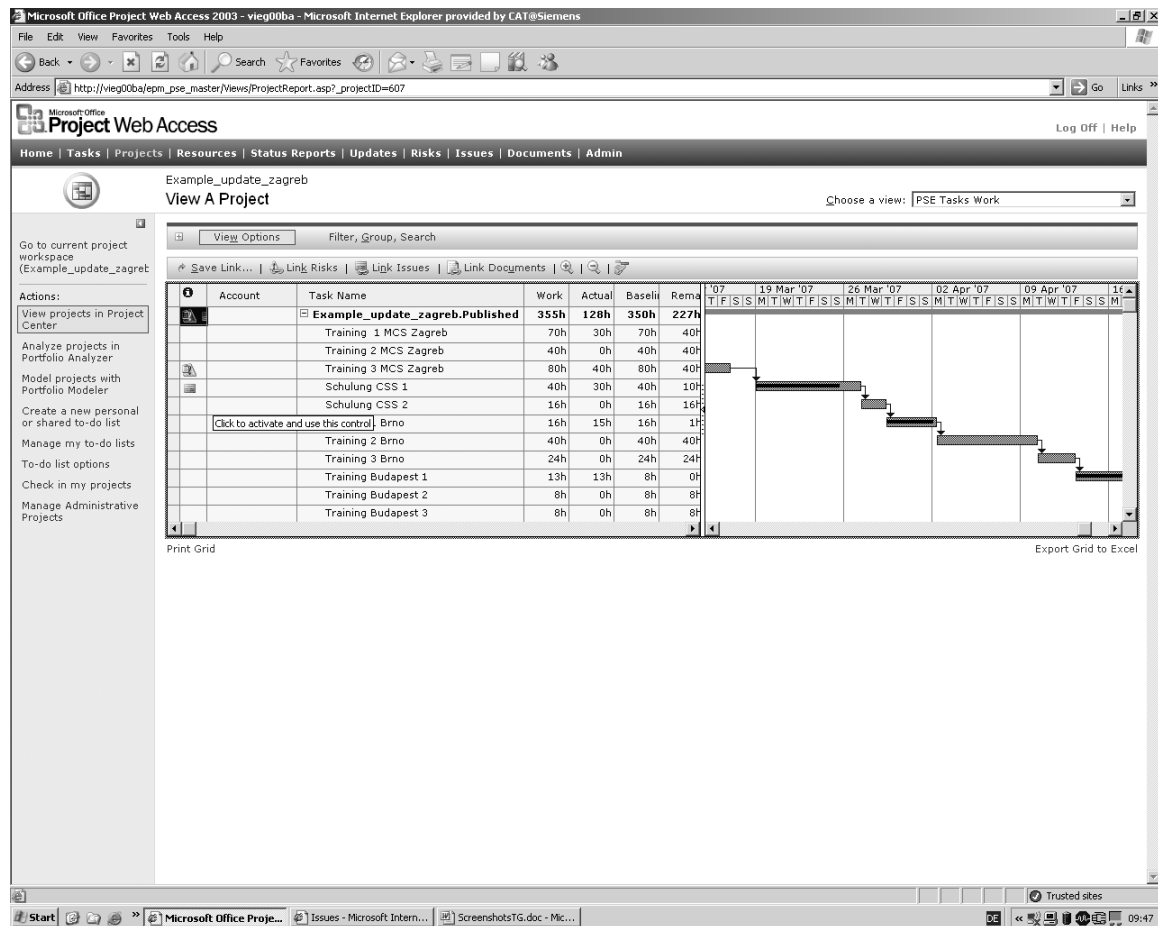 Microsoft Office Project Web Access 2003 - vieg00ba - Microsoft Internet Explorer provided by CAT@Siemens
File Edit View Favorites Tools Help
Back Search Favorites
Address http://vieg00ba/epm_pse_master/Views/ProjectReport.asp?_projectID=607 Go Links »
Microsoft Office
Project Web Access
Log Off | Help
Home | Tasks | Projects | Resources | Status Reports | Updates | Risks | Issues | Documents | Admin
Example_update_zagreb
View A Project
Choose a view: PSE Tasks Work
Go to current project
workspace
(Example_update_zagreb
Actions:
View projects in Project
Center
Analyze projects in
Portfolio Analyzer
Model projects with
Portfolio Modeler
Create a new personal
or shared to-do list
Manage my to-do lists
To-do list options
Check in my projects
Manage Administrative
Projects
View Options Filter, Group, Search
Save Link... | Link Risks | Link Issues | Link Documents
Account Task Name Work Actual Baseli Rema
'07 19 Mar '07 26 Mar '07 02 Apr '07 09 Apr '07 16
T F S S M T W T F S S M T W T F S S M T W T F S S M T W T F S S M
Example_update_zagreb.Published 355h 128h 350h 227h
Training 1 MCS Zagreb 70h 30h 70h 40h
Training 2 MCS Zagreb 40h 0h 40h 40h
Training 3 MCS Zagreb 80h 40h 80h 40h
Schulung CSS 1 40h 30h 40h 10h
Schulung CSS 2 16h 0h 16h 16h
Click to activate and use this control. Brno 16h 15h 16h 1h
Training 2 Brno 40h 0h 40h 40h
Training 3 Brno 24h 0h 24h 24h
Training Budapest 1 13h 13h 8h 0h
Training Budapest 2 8h 0h 8h 8h
Training Budapest 3 8h 0h 8h 8h
Print Grid Export Grid to Excel
Trusted sites
Start » Microsoft Office Proje... Issues - Microsoft Intern... ScreenshotsTG.doc - Mic... DE « 09:47